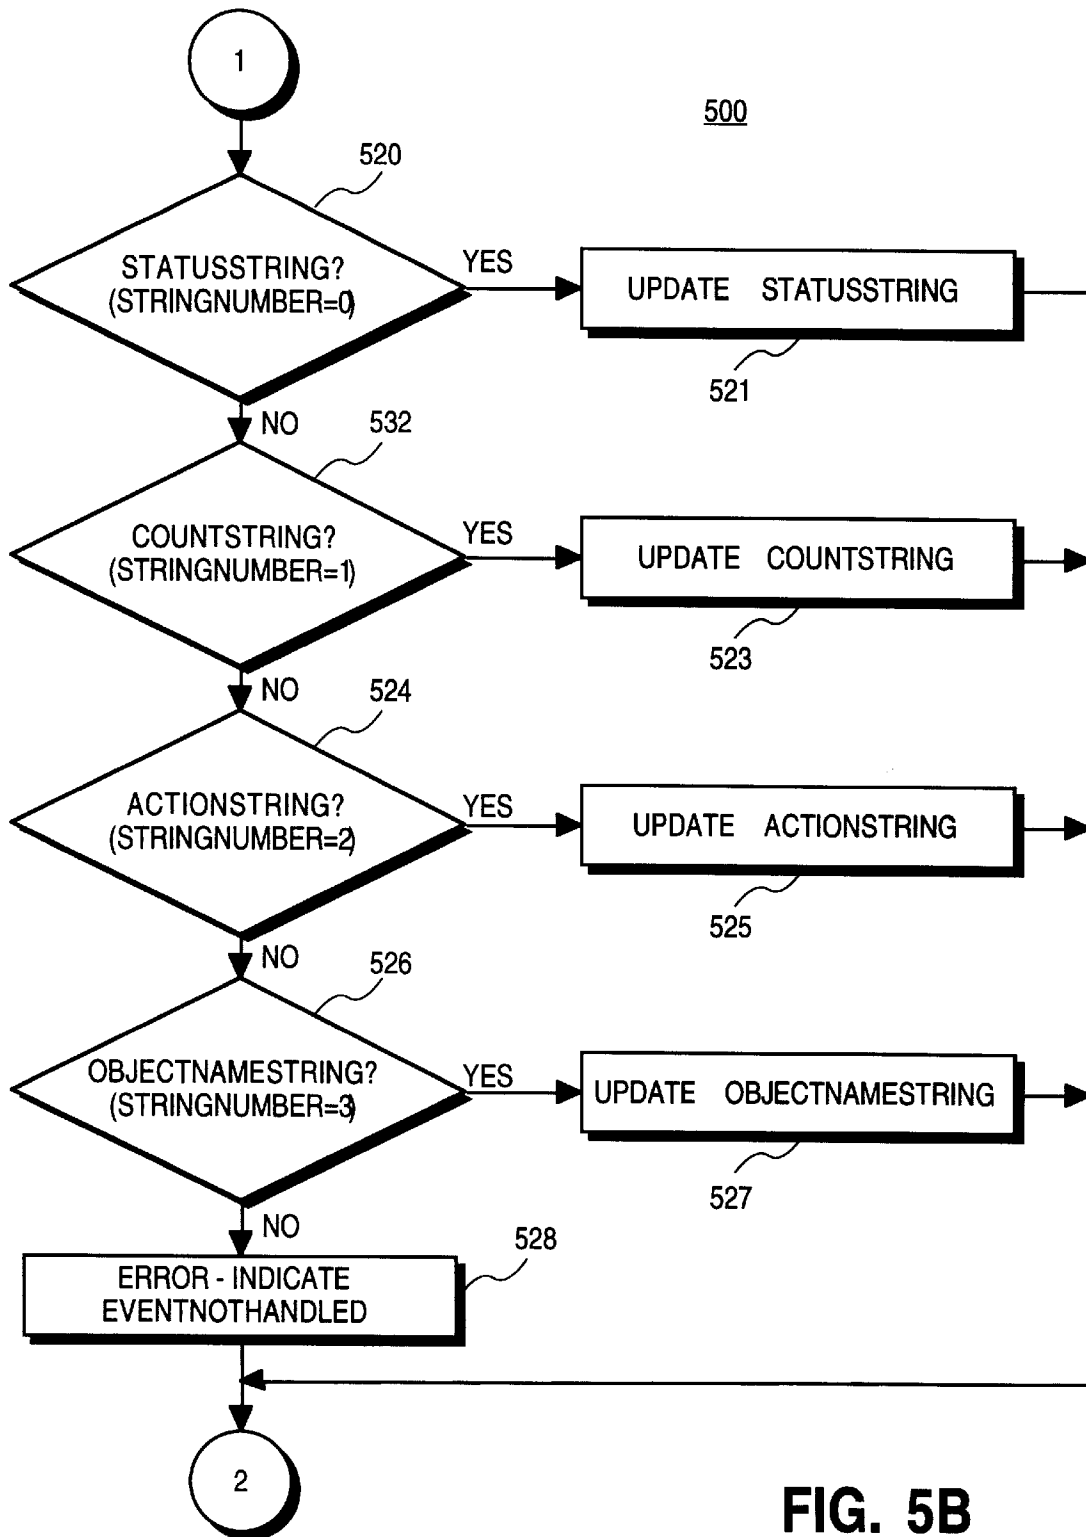 1
500
520
STATUSSTRING?
(STRINGNUMBER=0)
YES
UPDATE STATUSSTRING
521
NO
532
COUNTSTRING?
(STRINGNUMBER=1)
YES
UPDATE COUNTSTRING
523
NO
524
ACTIONSTRING?
(STRINGNUMBER=2)
YES
UPDATE ACTIONSTRING
525
NO
526
OBJECTNAMESTRING?
(STRINGNUMBER=3)
YES
UPDATE OBJECTNAMESTRING
527
NO
528
ERROR - INDICATE
EVENTNOTHANDLED
2
FIG. 5B